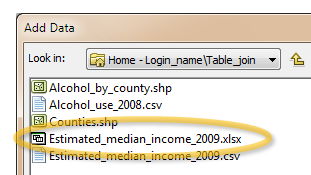 Add Data
Look in: Home - Login_name\Table_join
Alcohol_by_county.shp
Alcohol_use_2008.csv
Counties.shp
Estimated_median_income_2009.xlsx
Estimated_median_income_2009.csv